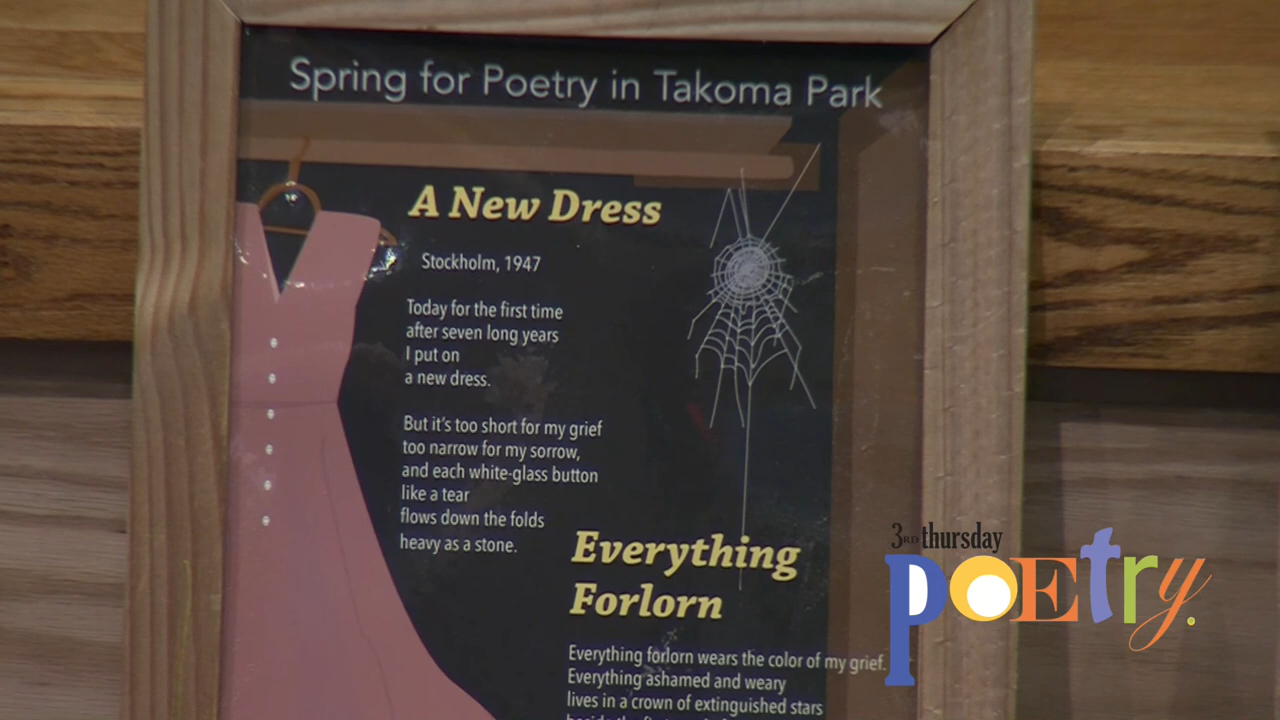 Spring for Poetry in Takoma Park
A New Dress
Stockholm, 1947
Today for the first time
after seven long years
I put on
a new dress.
But it's too short for my grief
too narrow for my sorrow,
and each white-glass button
like a tear
flows down the folds
heavy as a stone.
Everything
Forlorn
Everything forlorn wears the color of my grief.
Everything ashamed and weary
lives in a crown of extinguished stars
3RD thursday
poetry.